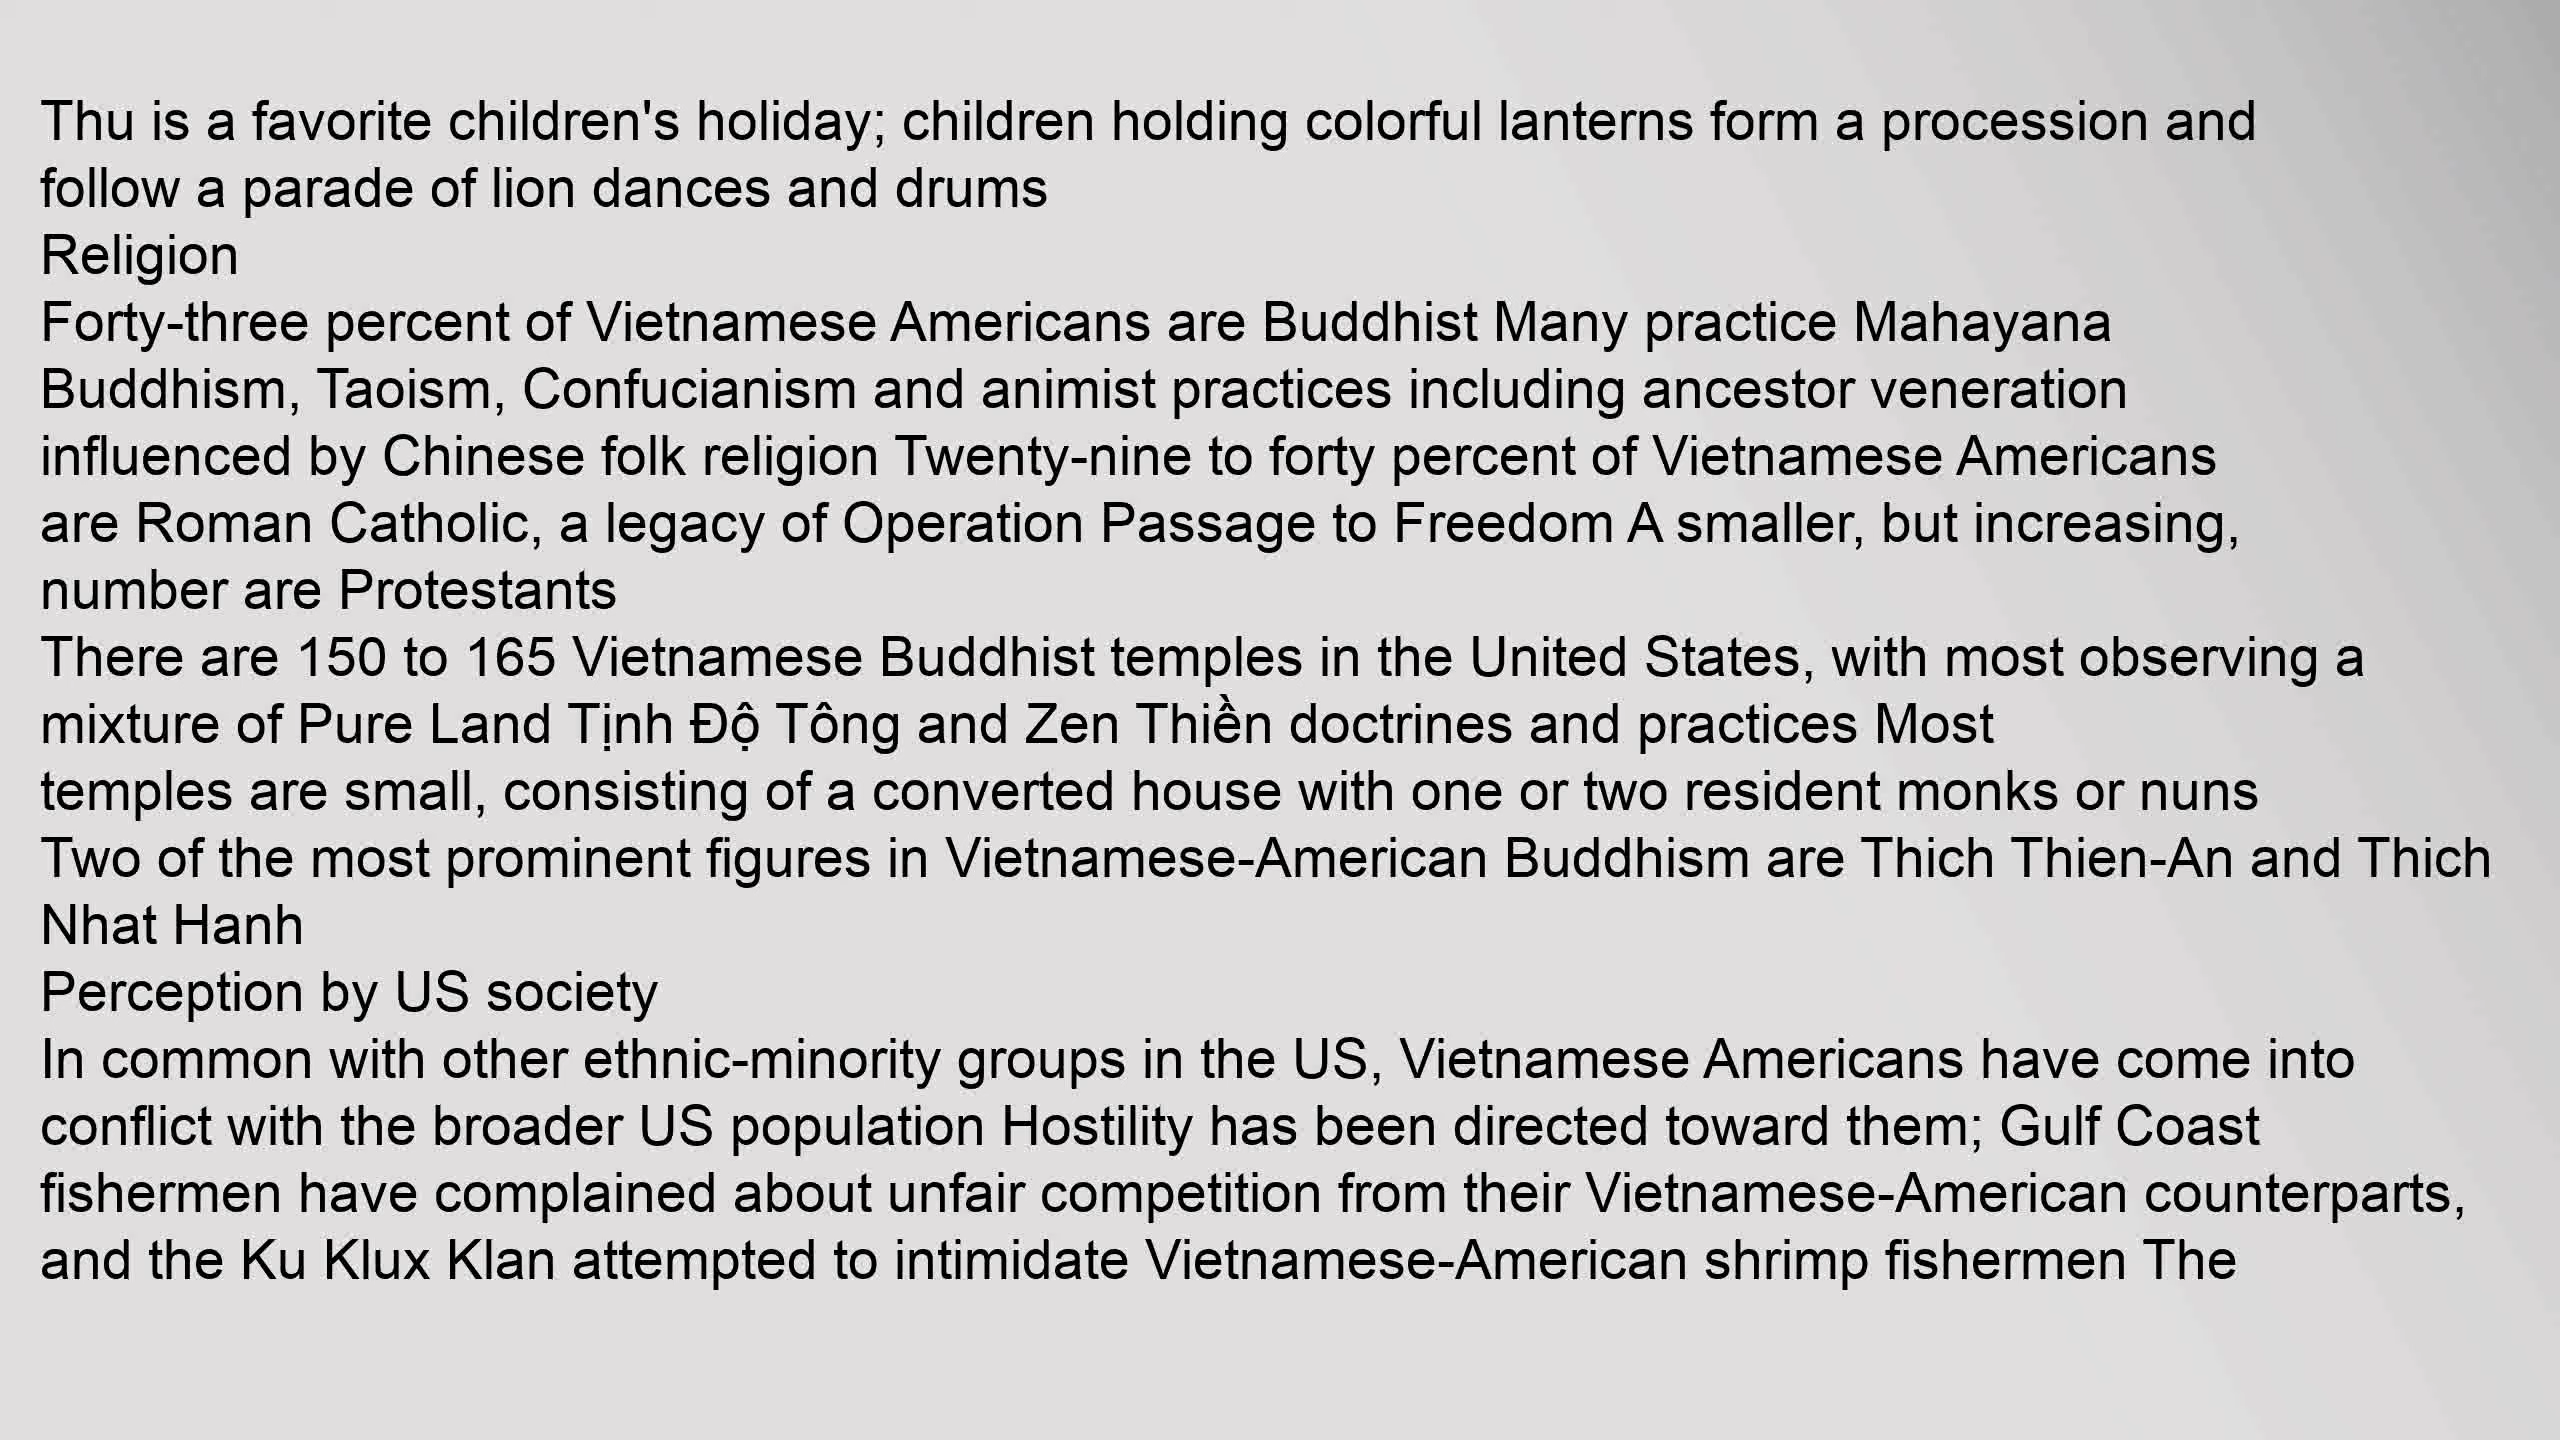 Thu is a favorite children's holiday; children holding colorful lanterns form a procession and
follow a parade of lion dances and drums
Religion
Forty-three percent of Vietnamese Americans are Buddhist Many practice Mahayana
Buddhism, Taoism, Confucianism and animist practices including ancestor veneration
influenced by Chinese folk religion Twenty-nine to forty percent of Vietnamese Americans
are Roman Catholic, a legacy of Operation Passage to Freedom A smaller, but increasing,
number are Protestants
There are 150 to 165 Vietnamese Buddhist temples in the United States, with most observing a
mixture of Pure Land Tịnh Độ Tông and Zen Thiền doctrines and practices Most
temples are small, consisting of a converted house with one or two resident monks or nuns
Two of the most prominent figures in Vietnamese-American Buddhism are Thich Thien-An and Thich
Nhat Hanh
Perception by US society
In common with other ethnic-minority groups in the US, Vietnamese Americans have come into
conflict with the broader US population Hostility has been directed toward them; Gulf Coast
fishermen have complained about unfair competition from their Vietnamese-American counterparts,
and the Ku Klux Klan attempted to intimidate Vietnamese-American shrimp fishermen The